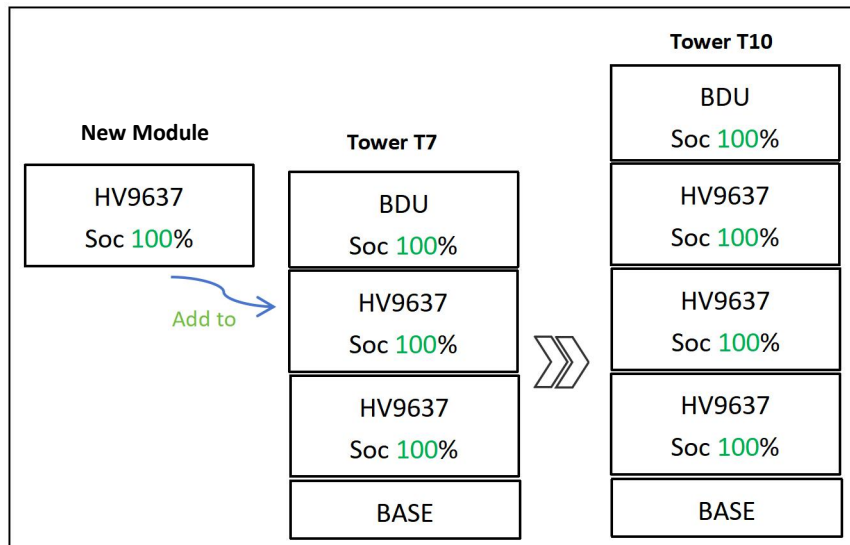 New Module
HV9637
Soc 100%
Add to
Tower T7
BDU
Soc 100%
HV9637
Soc 100%
HV9637
Soc 100%
BASE
Tower T10
BDU
Soc 100%
HV9637
Soc 100%
HV9637
Soc 100%
HV9637
Soc 100%
BASE